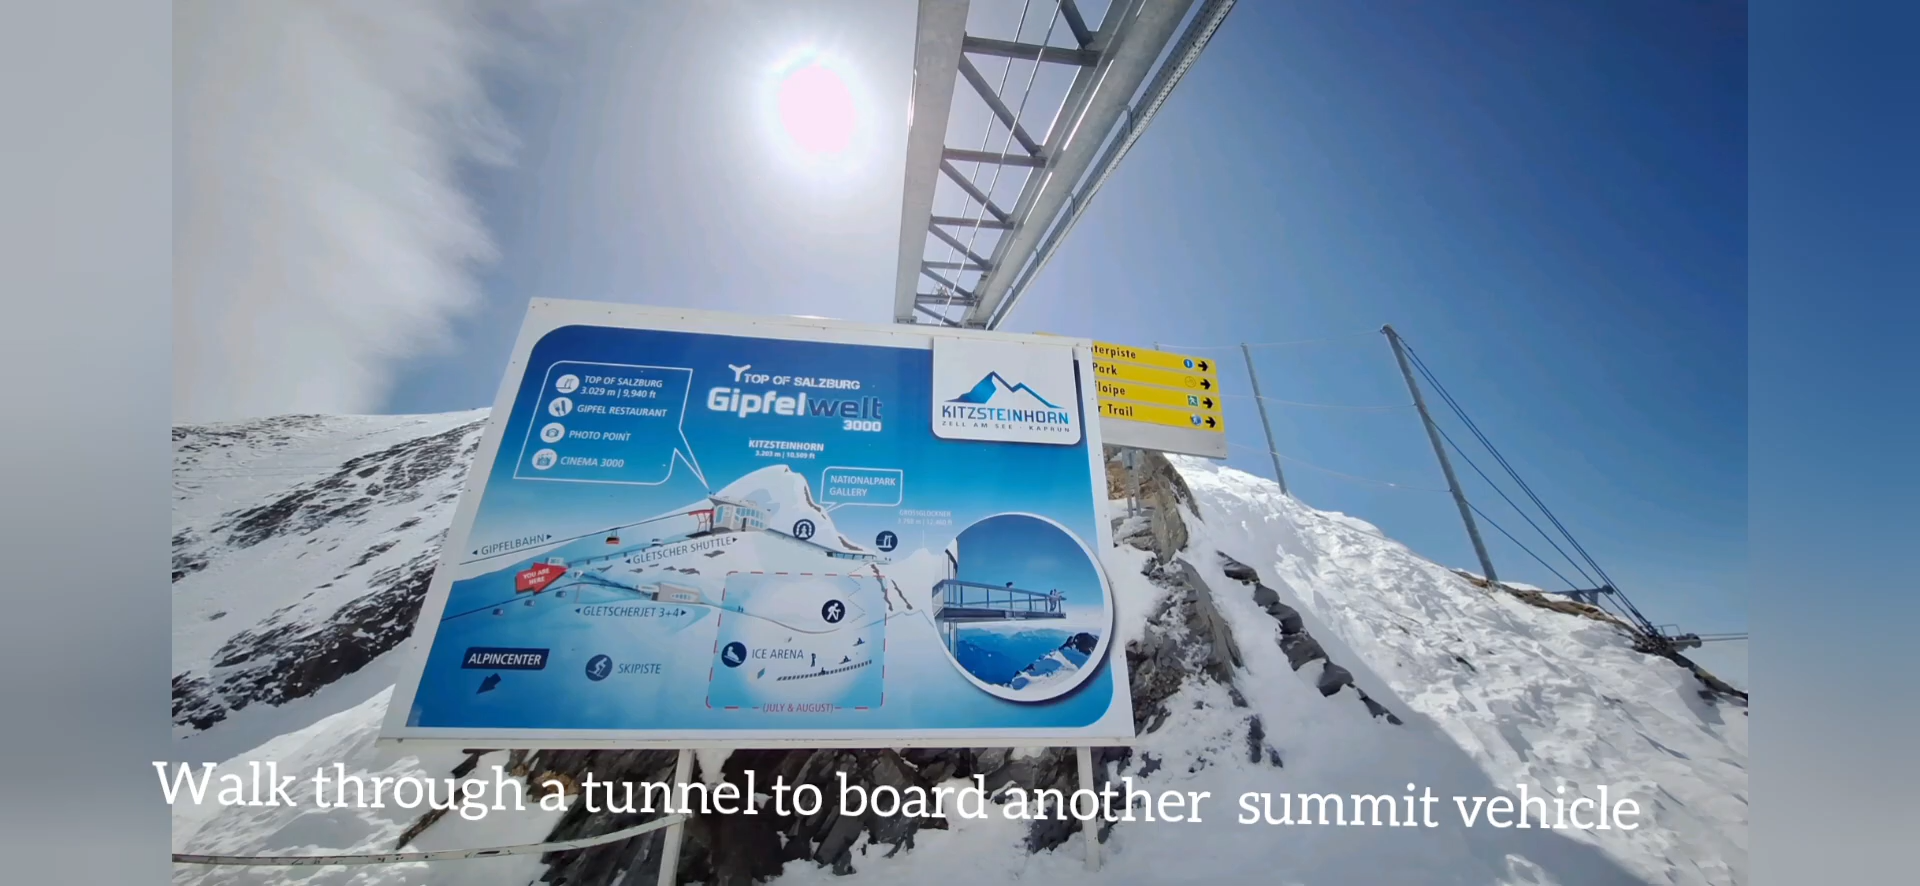 TOP OF SALZBURG
3.029 m | 9,940 ft
GIPFEL RESTAURANT
PHOTO POINT
CINEMA 3000
TOP OF SALZBURG
Gipfelwelt
3000
KITZSTEINHORN
ZELL AM SEE - KAPRUN
terpiste
Park
loipe
r Trail
KITZSTEINHORN
3.203 m | 10,509 ft
NATIONALPARK
GALLERY
GIPFELBAHN
GLETSCHER SHUTTLE
YOU ARE
HERE
GLETSCHERJET 3+4
ALPINCENTER
SKIPISTE
ICE ARENA
(JULY & AUGUST)
Walk through a tunnel to board another summit vehicle